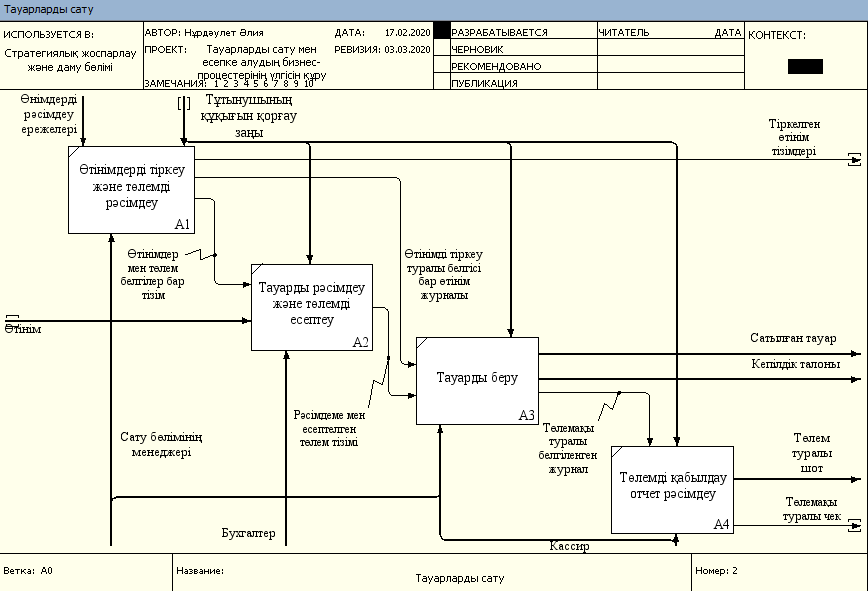 Тауарларды сату
ИСПОЛЬЗУЕТСЯ В:
Стратегиялық жоспарлау
және даму бөлімі
АВТОР: Нұрдәулет Әлия
ДАТА: 17.02.2020
ПРОЕКТ: Тауарларды сату мен
есепке алудың бизнес-
процестерінің үлгісін құру
РЕВИЗИЯ: 03.03.2020
ЗАМЕЧАНИЯ: 1 2 3 4 5 6 7 8 9 10
РАЗРАБАТЫВАЕТСЯ
ЧЕРНОВИК
РЕКОМЕНДОВАНО
ПУБЛИКАЦИЯ
ЧИТАТЕЛЬ
ДАТА
КОНТЕКСТ:
Өнімдерді
рәсімдеу
ережелері
Тұтынушының
құқығын қорғау
заңы
Тіркелген
өтінім
тізімдері
Өтінімдерді тіркеу
және төлемді
рәсімдеу
A1
Өтінімдер
мен төлем
белгілер бар
тізім
Өтінімді тіркеу
туралы белгісі
бар өтінім
журналы
Тауарды рәсімдеу
және төлемді
есептеу
A2
Өтінім
Сатылған тауар
Кепілдік талоны
Тауарды беру
A3
Рәсімдеме мен
есептелген
төлем тізімі
Төлемақы
туралы
белгіленген
журнал
Сату бөлімінің
менеджері
Төлем
туралы
шот
Төлемді қабылдау
отчет рәсімдеу
A4
Төлемақы
туралы чек
Бухгалтер
Кассир
Ветка: A0
Название:
Тауарларды сату
Номер: 2